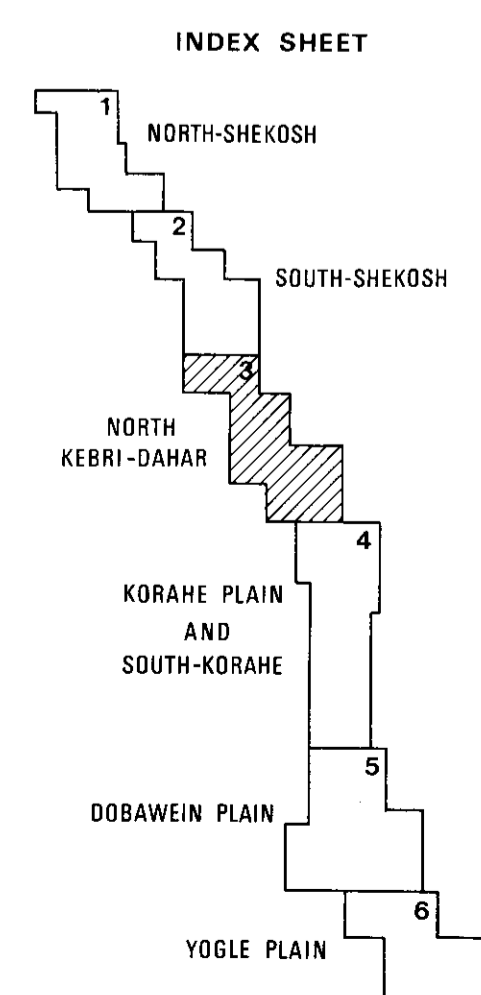 INDEX SHEET
1
NORTH-SHEKOSH
2
SOUTH-SHEKOSH
3
NORTH
KEBRI-DAHAR
4
KORAHE PLAIN
AND
SOUTH-KORAHE
5
DOBAWEIN PLAIN
6
YOGLE PLAIN